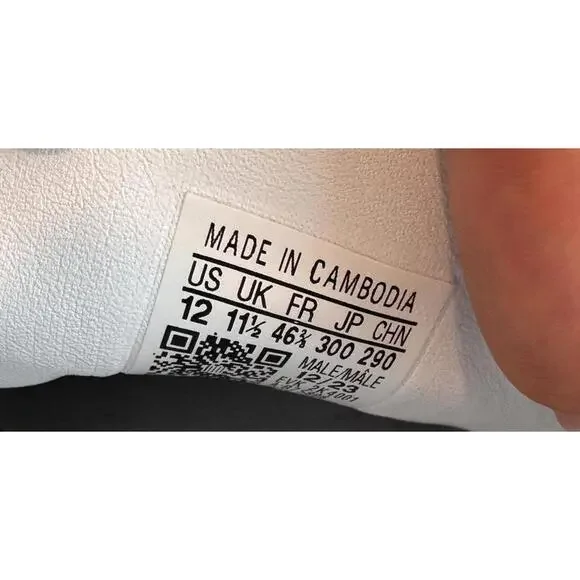 MADE IN CAMBODIA
US UK FR JP CHN
12 11½ 46⅔ 300 290
MALE/MÂLE
12/23